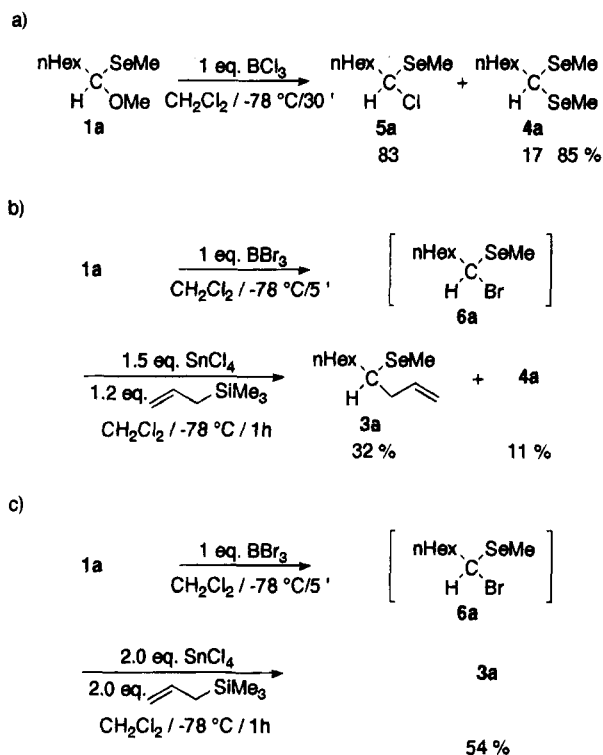 a)
nHex SeMe 1 eq. BCl3 nHex SeMe nHex SeMe
C C + C
H OMe CH2Cl2 / -78 °C/30 ' H Cl H SeMe
1a 5a 4a
83 17 85 %
b)
1a 1 eq. BBr3 nHex SeMe
CH2Cl2 / -78 °C/5 ' C
H Br
6a
1.5 eq. SnCl4 nHex SeMe
1.2 eq. SiMe3 C + 4a
CH2Cl2 / -78 °C / 1h H
3a
32 % 11 %
c)
1a 1 eq. BBr3 nHex SeMe
CH2Cl2 / -78 °C/5 ' C
H Br
6a
2.0 eq. SnCl4 3a
2.0 eq. SiMe3
CH2Cl2 / -78 °C / 1h
54 %